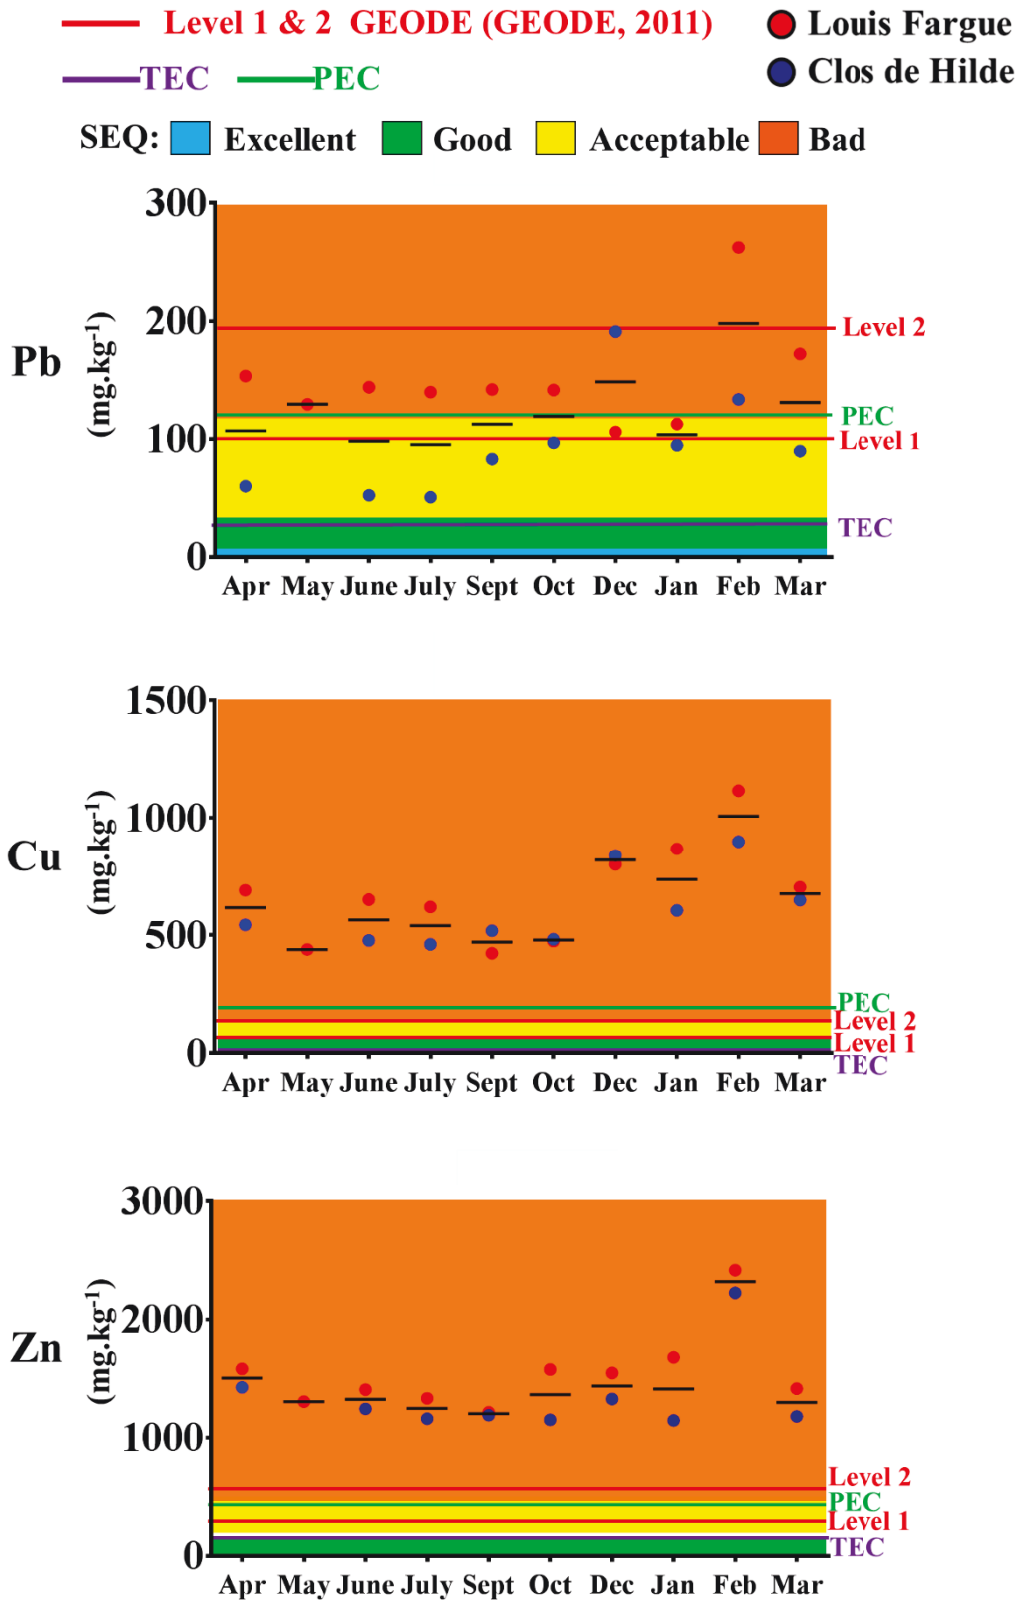 Level 1 & 2 GEODE (GEODE, 2011)
Louis Fargue
TEC PEC
Clos de Hilde
SEQ: Excellent Good Acceptable Bad
Pb
(mg.kg-1)
300
200
100
0
Level 2
PEC
Level 1
TEC
Apr May June July Sept Oct Dec Jan Feb Mar
Cu
(mg.kg-1)
1500
1000
500
0
PEC
Level 2
Level 1
TEC
Apr May June July Sept Oct Dec Jan Feb Mar
Zn
(mg.kg-1)
3000
2000
1000
0
Level 2
PEC
Level 1
TEC
Apr May June July Sept Oct Dec Jan Feb Mar